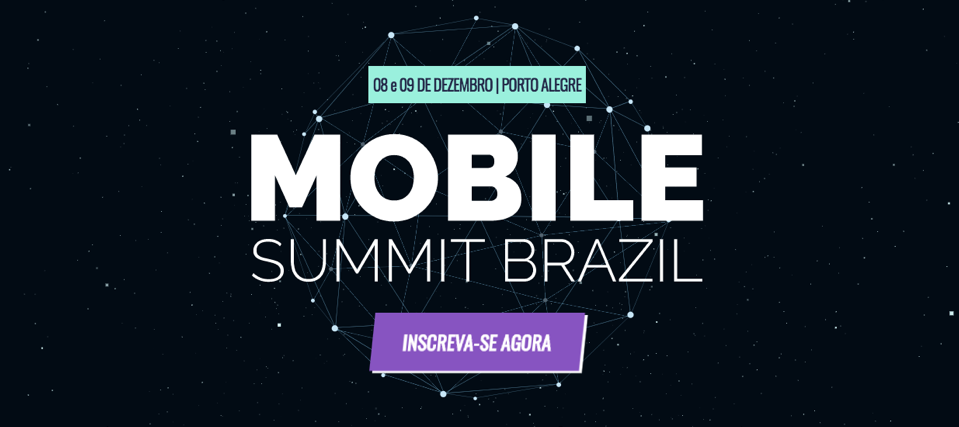 08 e 09 DE DEZEMBRO | PORTO ALEGRE
MOBILE
SUMMIT BRAZIL
INSCREVA-SE AGORA